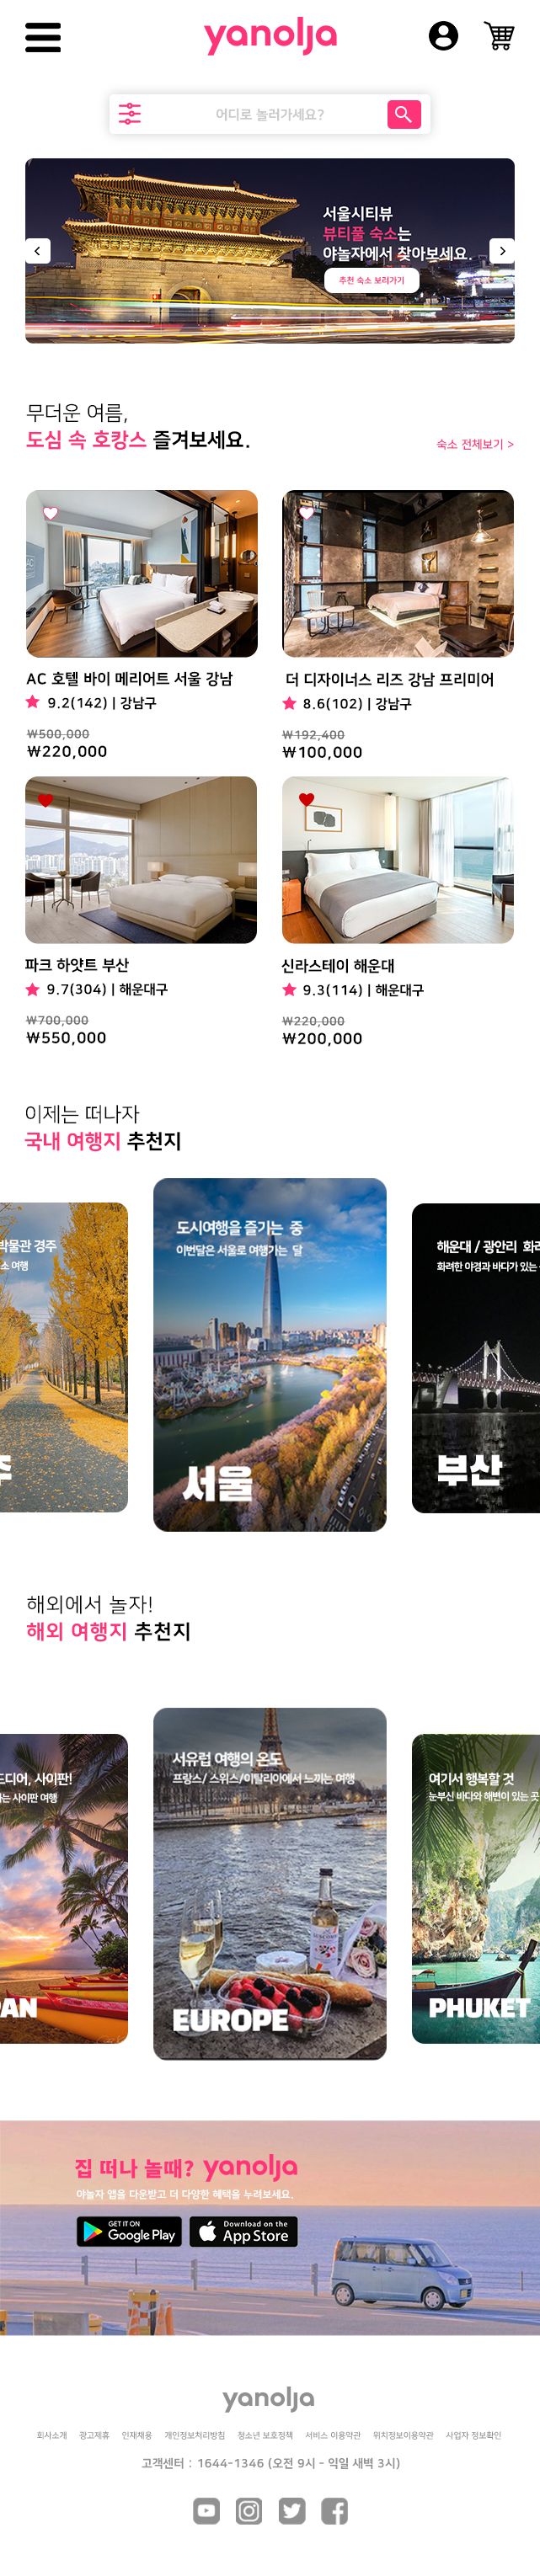 yanolja
어디로 놀러가세요?
서울시티뷰
뷰티풀 숙소는
야놀자에서 찾아보세요.
추천 숙소 보러가기
무더운 여름,
도심 속 호캉스 즐겨보세요.
숙소 전체보기 >
AC 호텔 바이 메리어트 서울 강남
9.2(142) | 강남구
₩500,000
₩220,000
더 디자이너스 리즈 강남 프리미어
8.6(102) | 강남구
₩192,400
₩100,000
파크 하얏트 부산
9.7(304) | 해운대구
₩700,000
₩550,000
신라스테이 해운대
9.3(114) | 해운대구
₩220,000
₩200,000
이제는 떠나자
국내 여행지 추천지
박물관 경주
소 여행
주
도시여행을 즐기는 중
이번달은 서울로 여행가는 달
서울
해운대 / 광안리 화려
화려한 야경과 바다가 있는
부산
해외에서 놀자!
해외 여행지 추천지
드디어, 사이판!
는 사이판 여행
PAN
서유럽 여행의 온도
프랑스/ 스위스/이탈리아에서 느끼는 여행
EUROPE
여기서 행복할 것
눈부신 바다와 해변이 있는 곳
PHUKET
집 떠나 놀때? yanolja
야놀자 앱을 다운받고 더 다양한 혜택을 누려보세요.
GET IT ON
Google Play
Download on the
App Store
yanolja
회사소개 광고제휴 인재채용 개인정보처리방침 청소년 보호정책 서비스 이용약관 위치정보이용약관 사업자 정보확인
고객센터 : 1644-1346 (오전 9시 - 익일 새벽 3시)